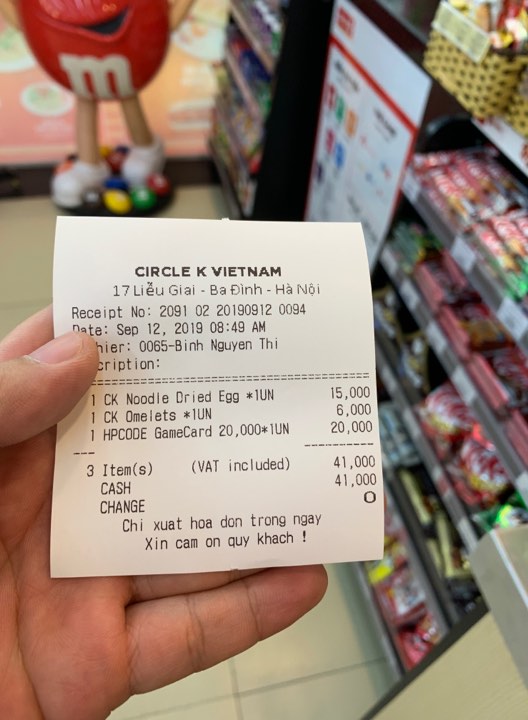 m
CIRCLE K VIETNAM
17 Liễu Giai - Ba Đình - Hà Nội
Receipt No: 2091 02 20190912 0094
Date: Sep 12, 2019 08:49 AM
hier: 0065-Binh Nguyen Thi
cription:
1 CK Noodle Dried Egg *1UN 15,000
1 CK Omelets *1UN 6,000
1 HPCODE GameCard 20,000*1UN 20,000
3 Item(s) (VAT included) 41,000
CASH 41,000
CHANGE 0
Chi xuat hoa don trong ngay
Xin cam on quy khach !